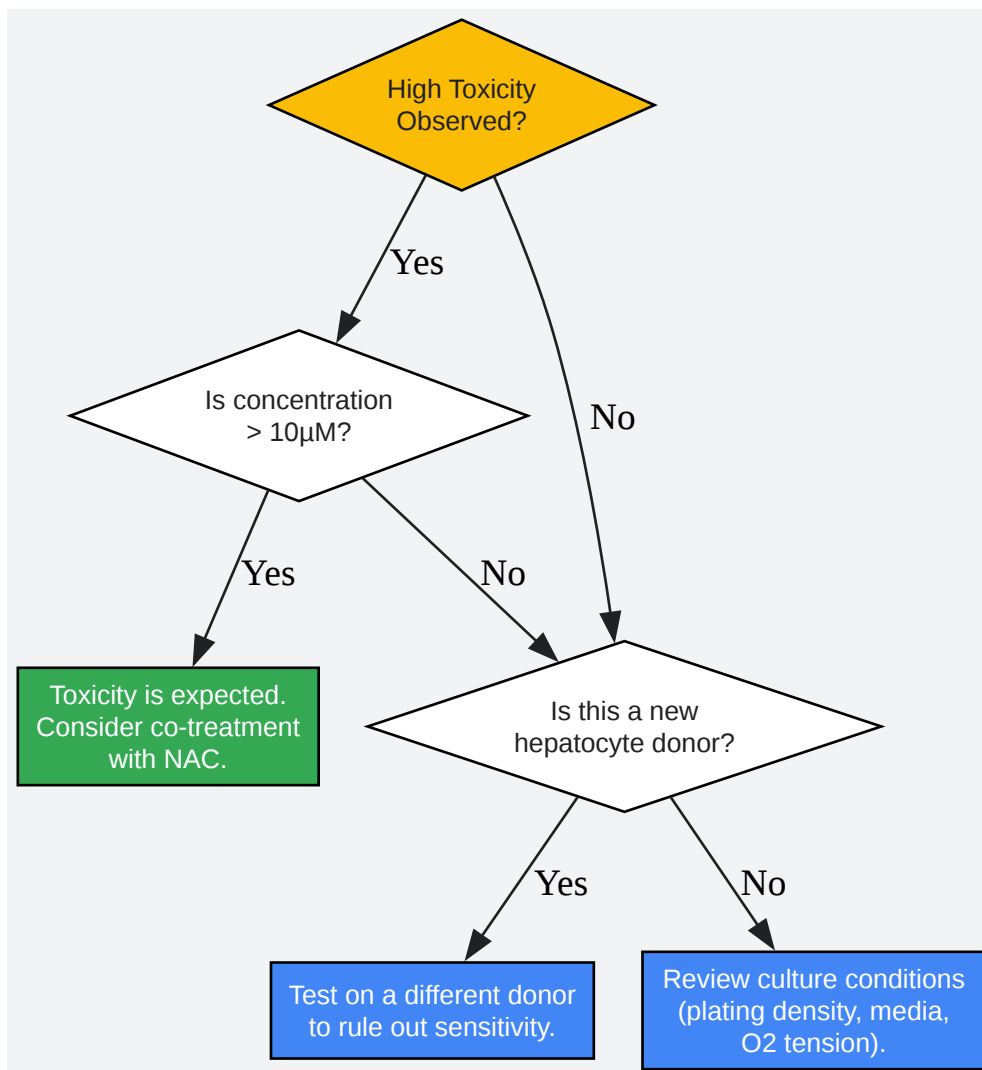 High Toxicity
Observed?
Yes
No
Is concentration
> 10µM?
Yes
No
Toxicity is expected.
Consider co-treatment
with NAC.
Is this a new
hepatocyte donor?
Yes
No
Test on a different donor
to rule out sensitivity.
Review culture conditions
(plating density, media,
O2 tension).